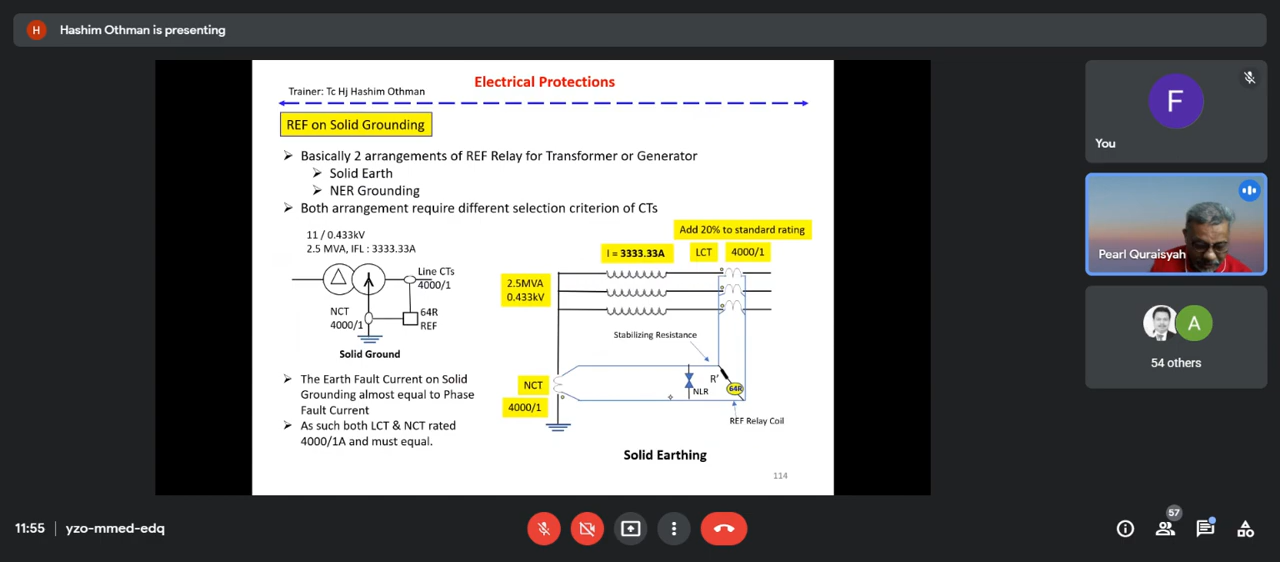 H
Hashim Othman is presenting
Electrical Protections
Trainer: Tc Hj Hashim Othman
REF on Solid Grounding
Basically 2 arrangements of REF Relay for Transformer or Generator
Solid Earth
NER Grounding
Both arrangement require different selection criterion of CTs
11 / 0.433kV
2.5 MVA, IFL : 3333.33A
Line CTs
4000/1
NCT
4000/1
64R
REF
Solid Ground
The Earth Fault Current on Solid
Grounding almost equal to Phase
Fault Current
As such both LCT & NCT rated
4000/1A and must equal.
Add 20% to standard rating
I = 3333.33A
LCT
4000/1
2.5MVA
0.433kV
Stabilizing Resistance
NCT
4000/1
NLR
R'
64R
REF Relay Coil
Solid Earthing
114
F
You
Pearl Quraisyah
A
54 others
11:55
yzo-mmed-edq
57